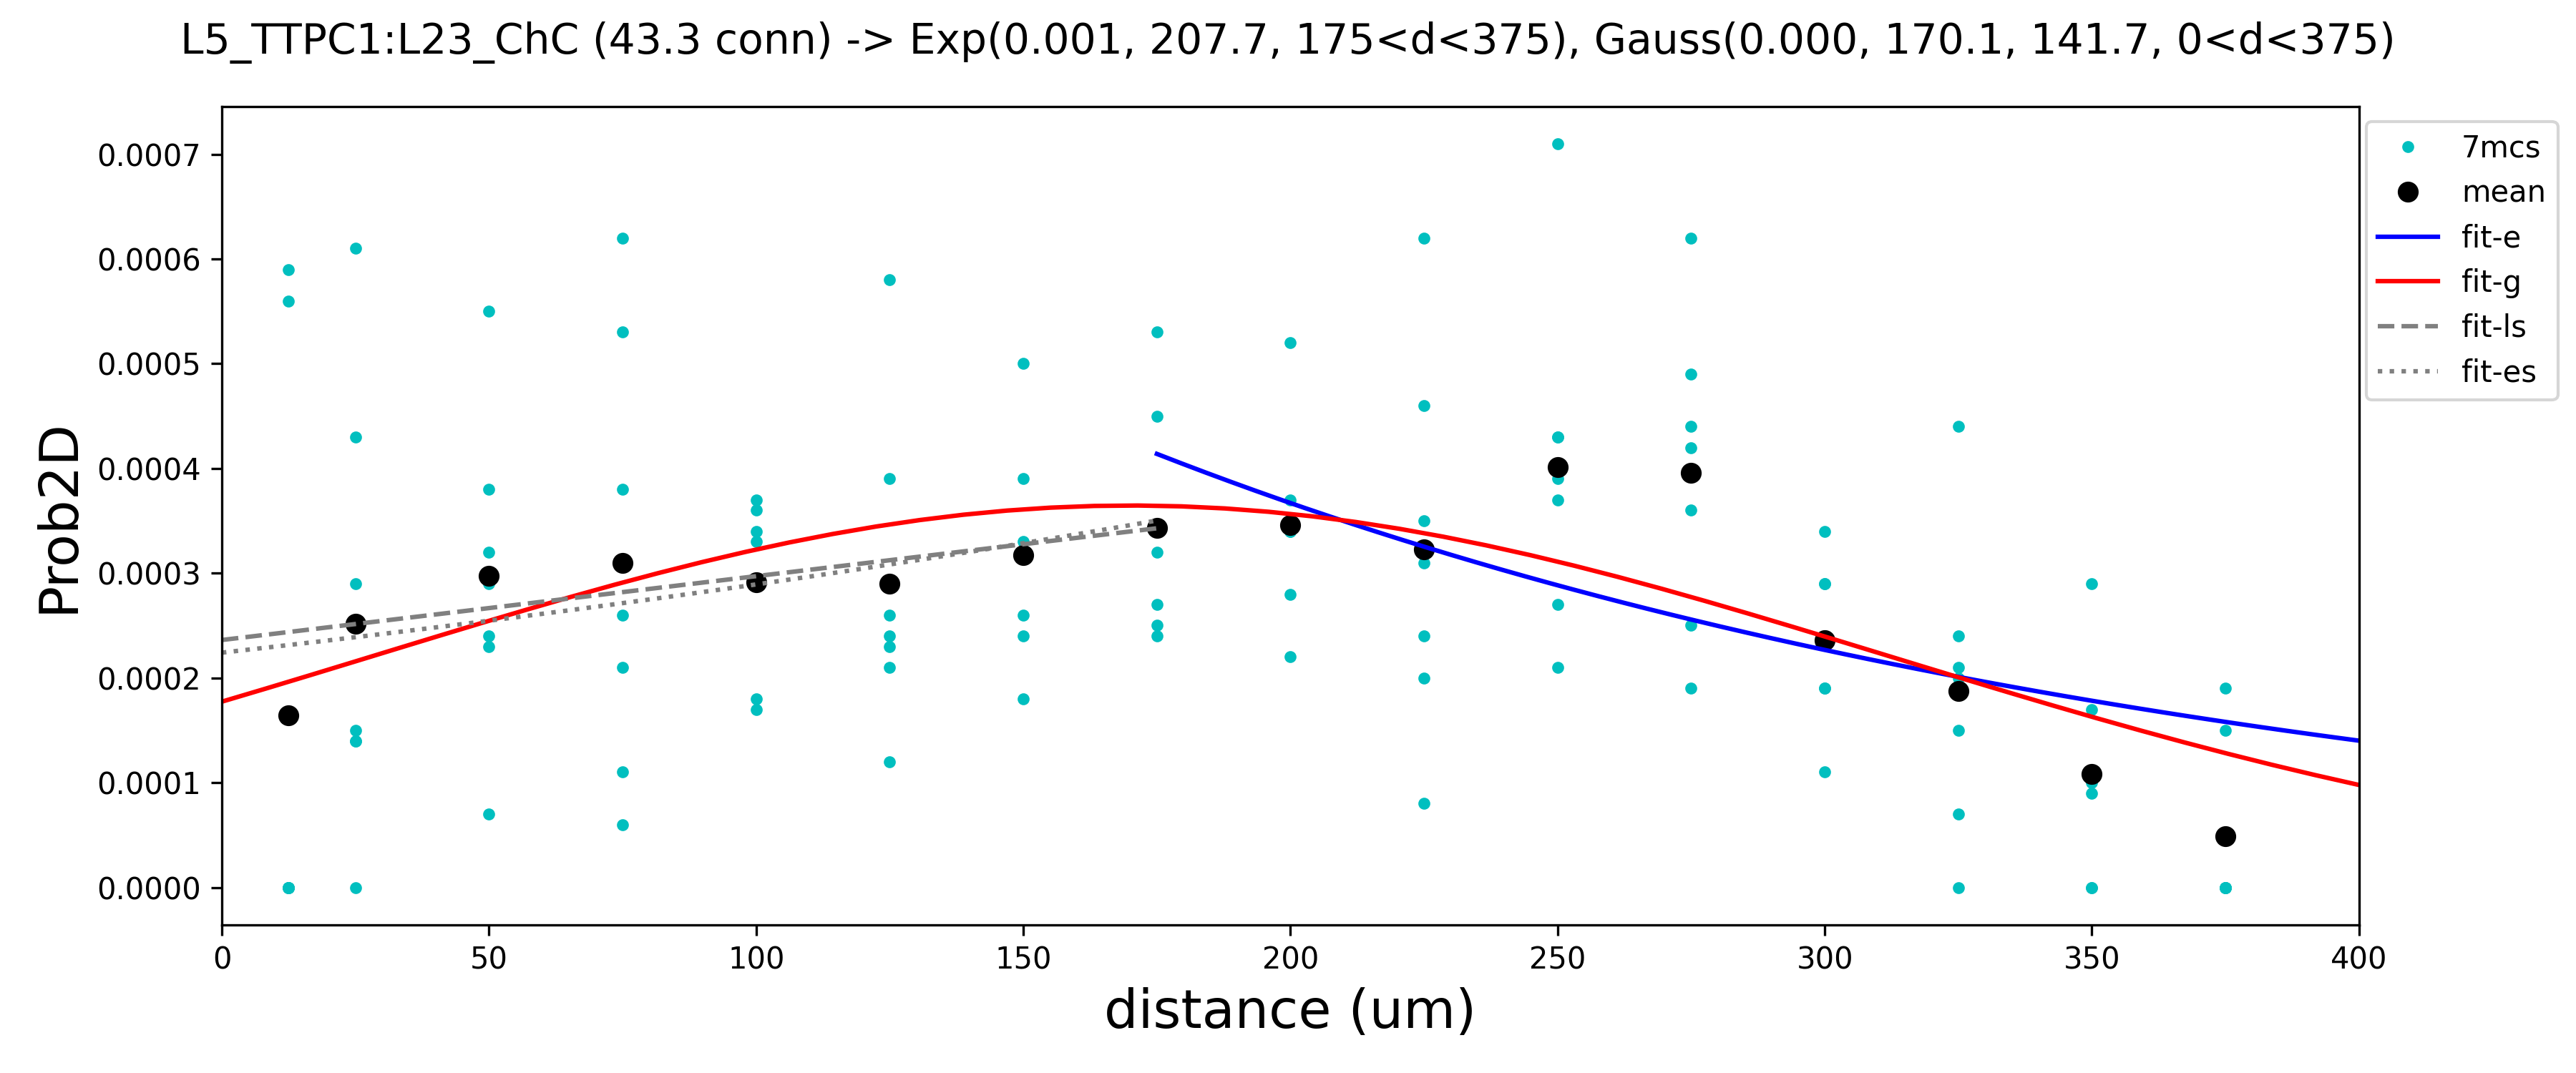 L5_TTPC1:L23_ChC (43.3 conn) -> Exp(0.001, 207.7, 175<d<375), Gauss(0.000, 170.1, 141.7, 0<d<375)
0.0007
0.0006
0.0005
0.0004
0.0003
0.0002
0.0001
0.0000
Prob2D
0 50 100 150 200 250 300 350 400
distance (um)
7mcs
mean
fit-e
fit-g
fit-ls
fit-es